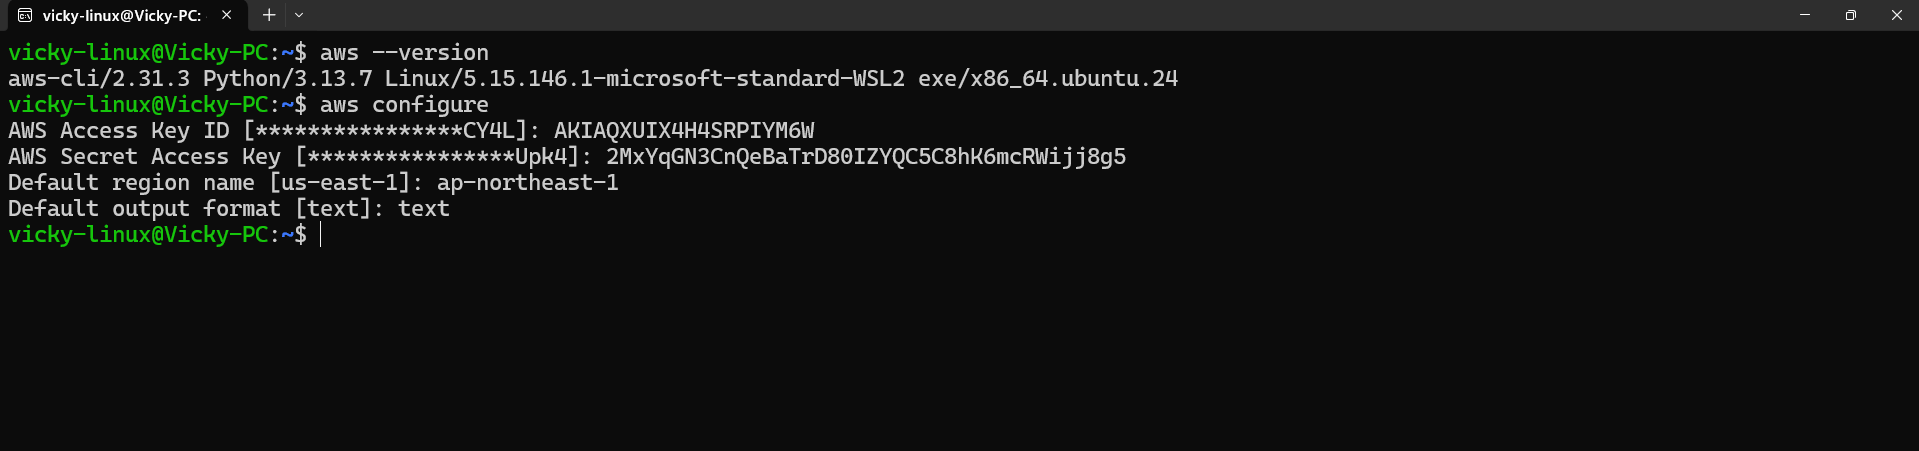 vicky-linux@Vicky-PC:
vicky-linux@Vicky-PC:~$ aws --version
aws-cli/2.31.3 Python/3.13.7 Linux/5.15.146.1-microsoft-standard-WSL2 exe/x86_64.ubuntu.24
vicky-linux@Vicky-PC:~$ aws configure
AWS Access Key ID [****************CY4L]: AKIAQXUIX4H4SRPIYM6W
AWS Secret Access Key [****************Upk4]: 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
Default region name [us-east-1]: ap-northeast-1
Default output format [text]: text
vicky-linux@Vicky-PC:~$